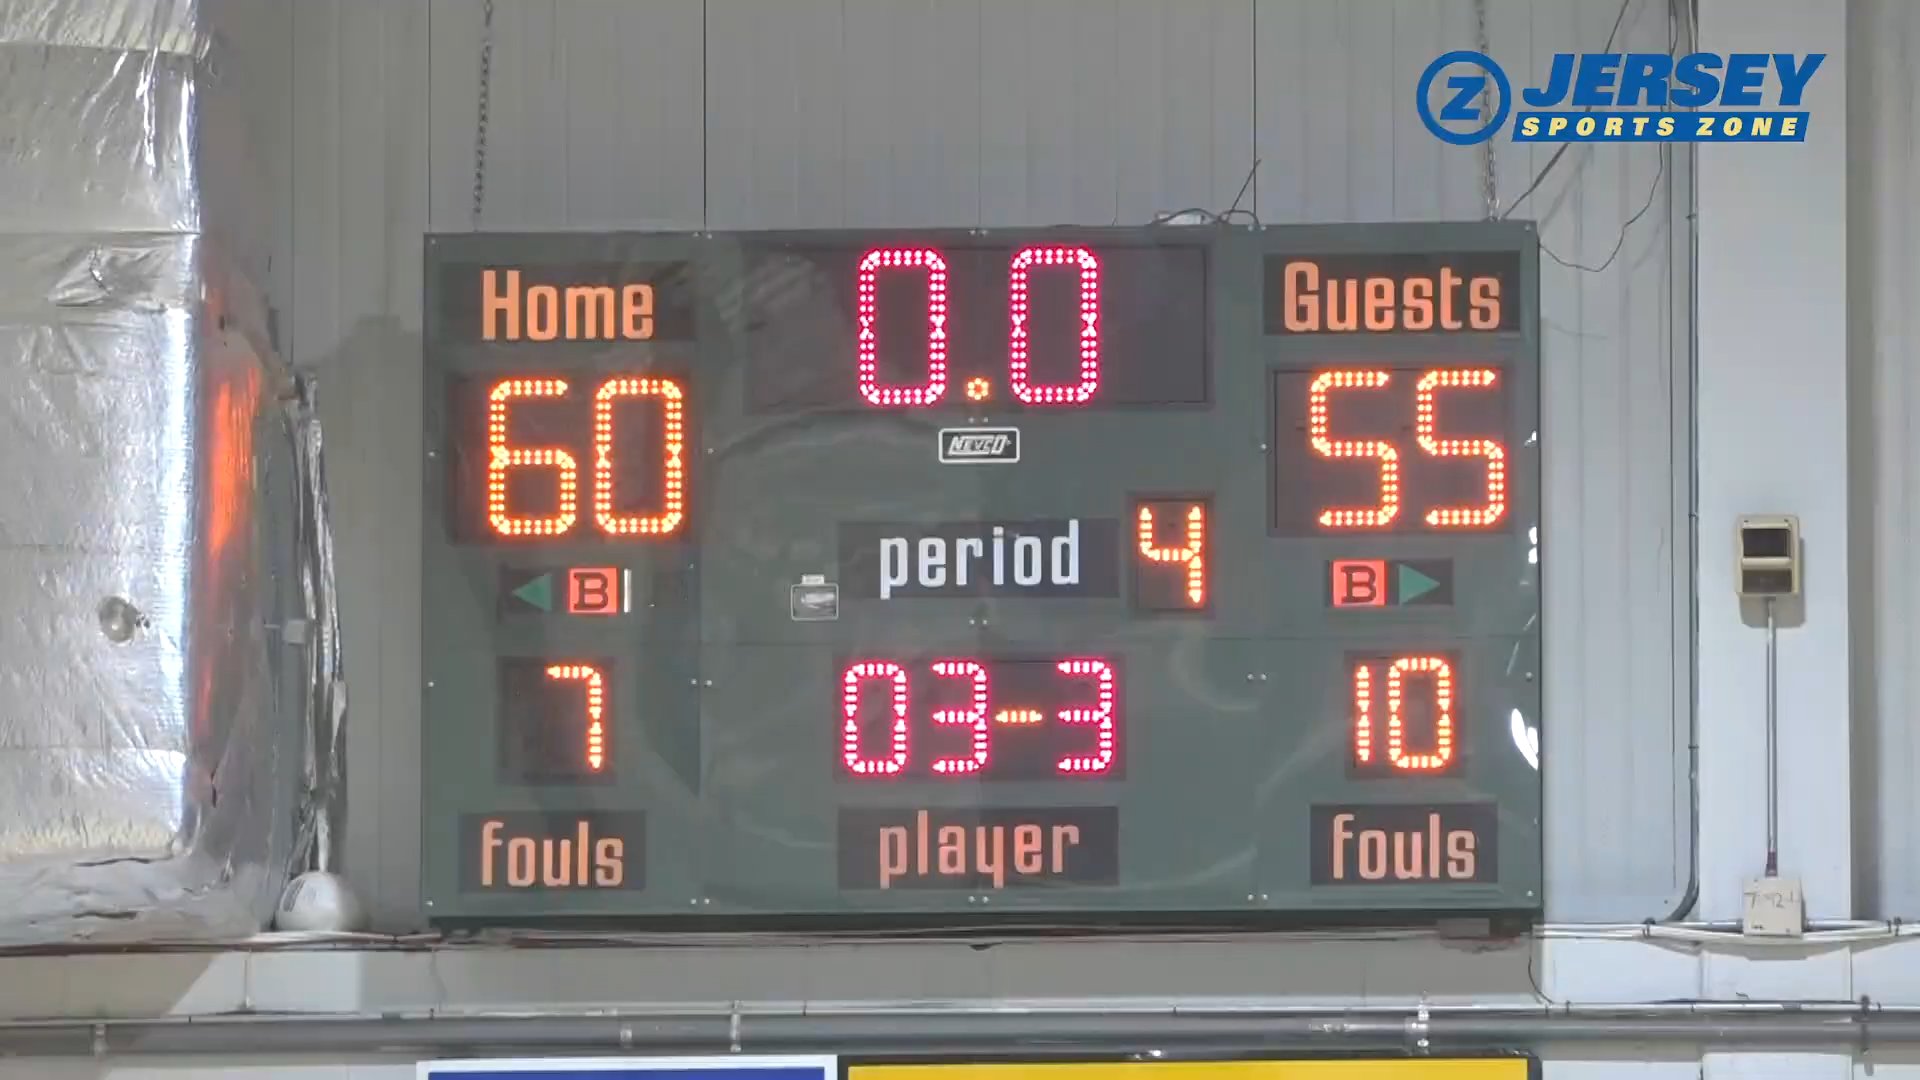 Z JERSEY
SPORTS ZONE
Home 0.0 Guests
60 55
NEVCO
period 4
B B
7 03-3 10
fouls player fouls